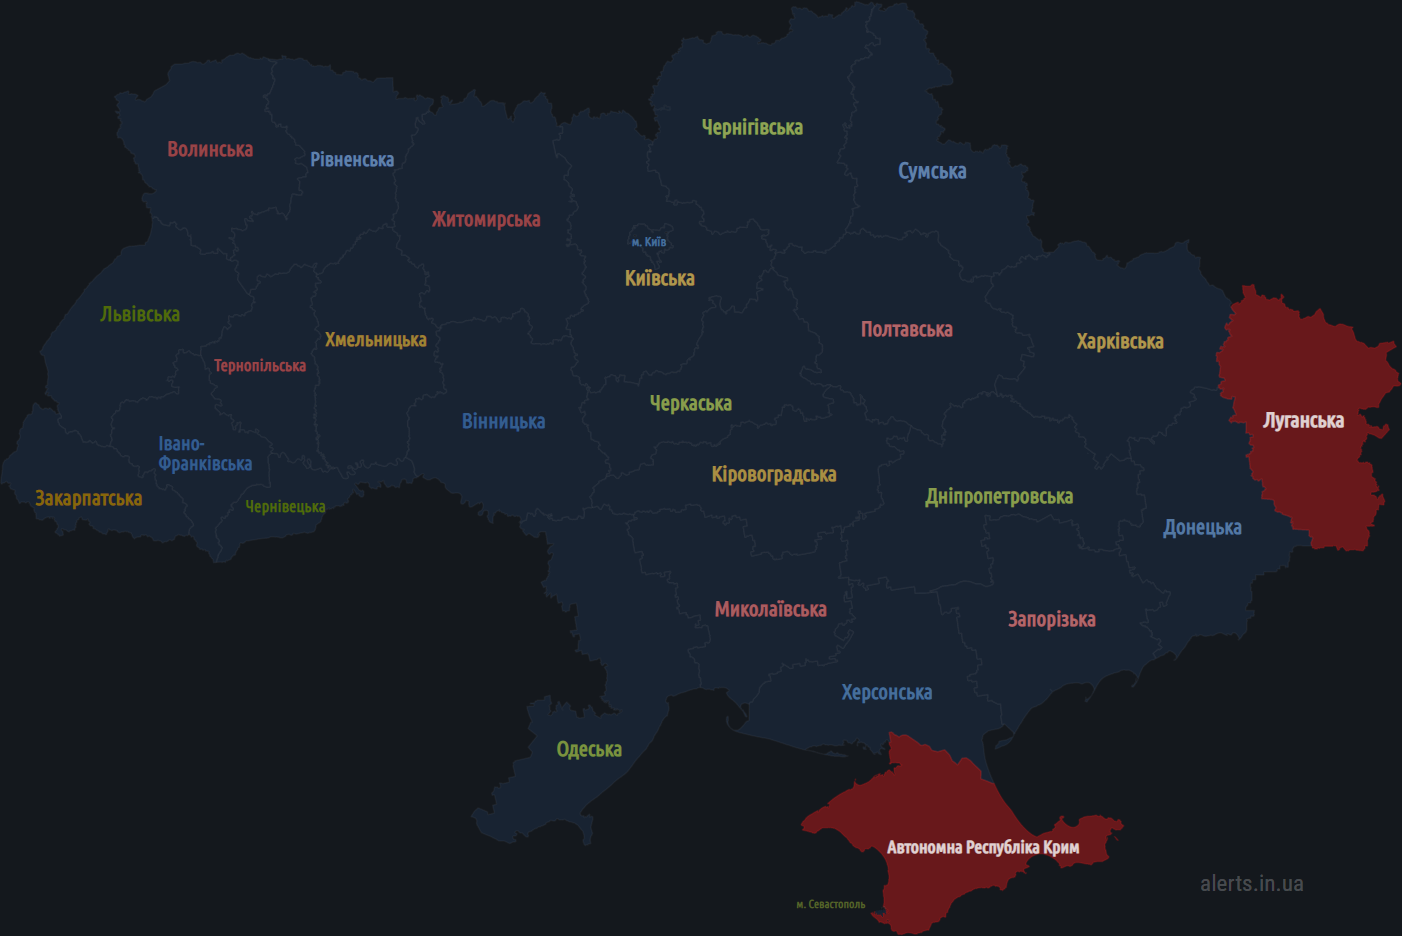 Чернігівська
Волинська
Рівненська
Сумська
Житомирська
м. Київ
Київська
Львівська
Хмельницька
Полтавська
Харківська
Тернопільська
Черкаська
Вінницька
Луганська
Івано-
Франківська
Кіровоградська
Закарпатська
Чернівецька
Дніпропетровська
Донецька
Миколаївська
Запорізька
Херсонська
Одеська
Автономна Республіка Крим
alerts.in.ua
м. Севастополь